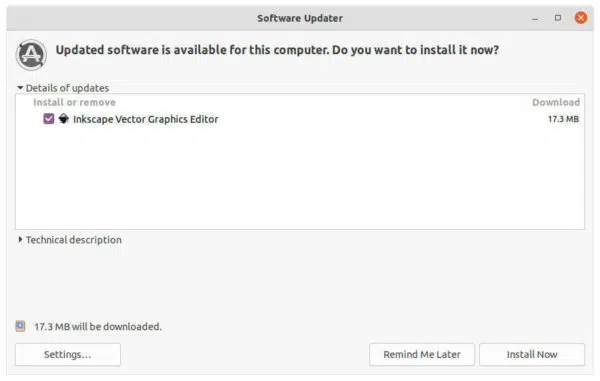 Software Updater
Updated software is available for this computer. Do you want to install it now?
Details of updates
Install or remove Download
Inkscape Vector Graphics Editor 17.3 MB
Technical description
17.3 MB will be downloaded.
Settings... Remind Me Later Install Now